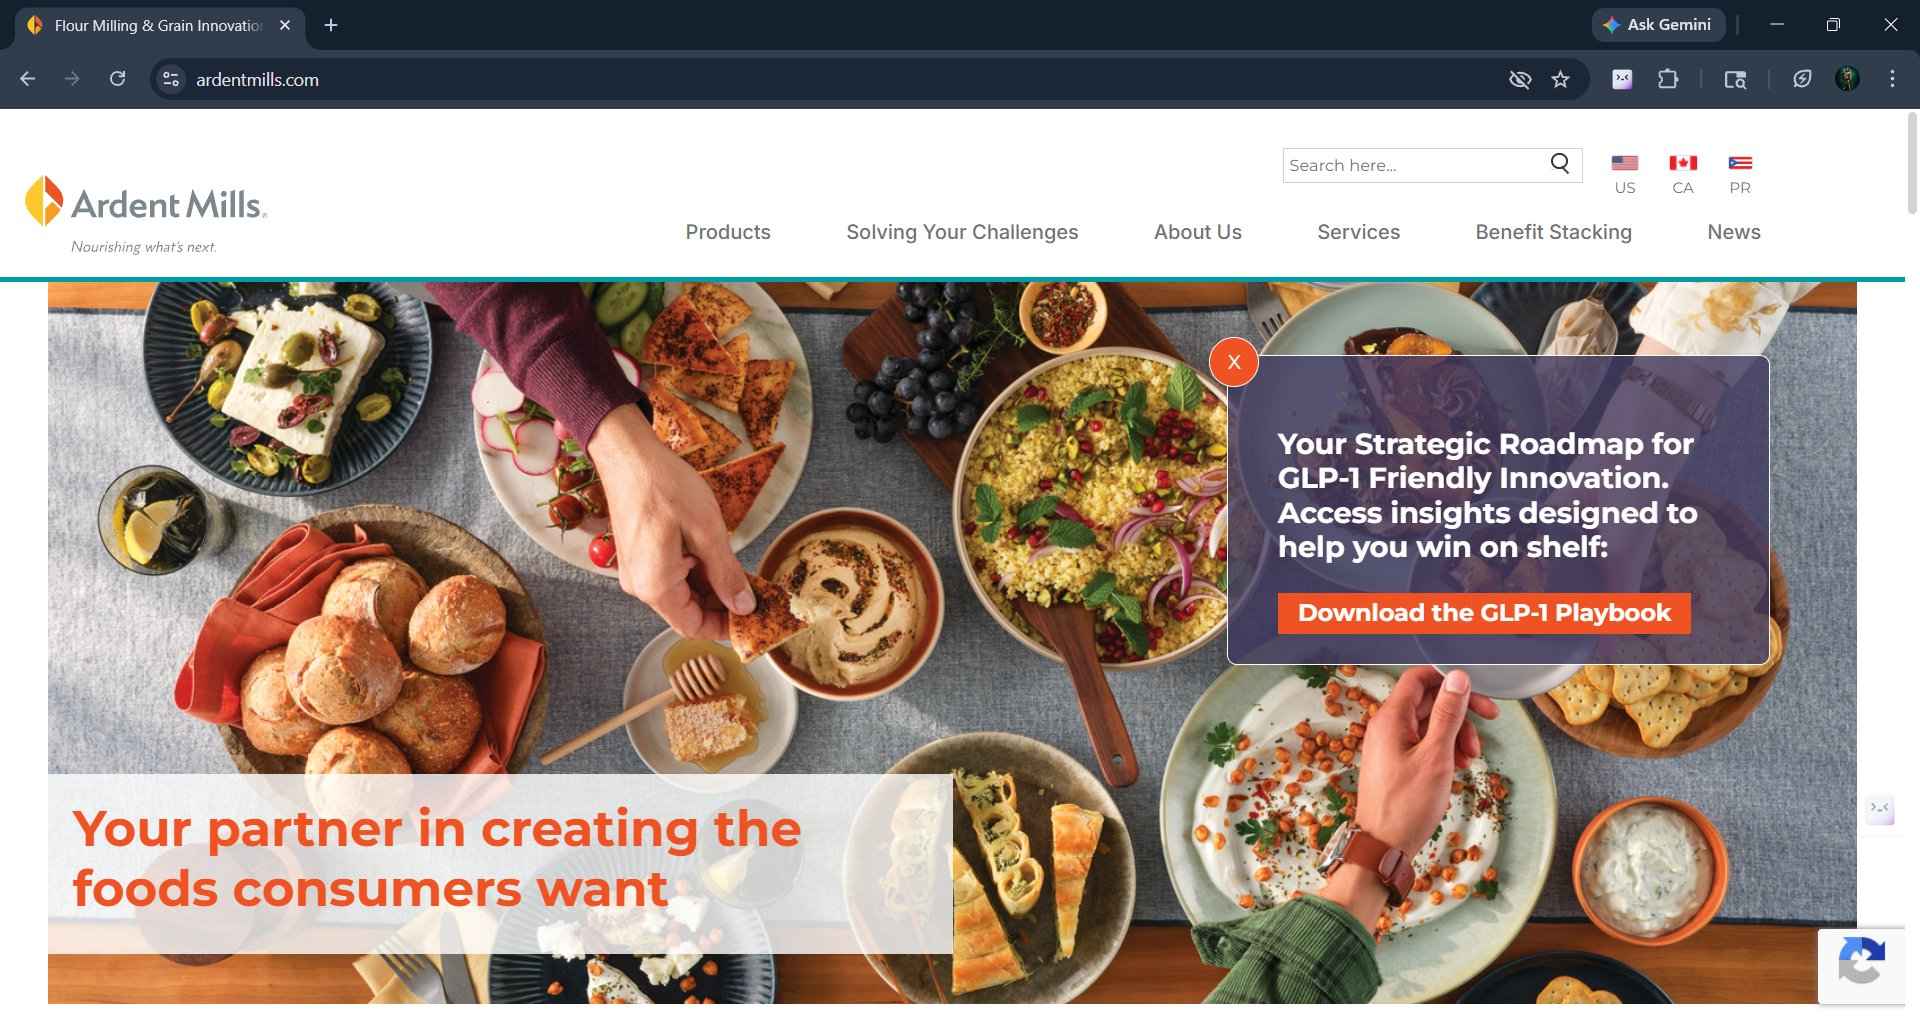 Flour Milling & Grain Innovatio
Ask Gemini
ardentmills.com
Search here...
US
CA
PR
Ardent Mills®
Nourishing what's next.
Products
Solving Your Challenges
About Us
Services
Benefit Stacking
News
X
Your Strategic Roadmap for
GLP-1 Friendly Innovation.
Access insights designed to
help you win on shelf:
Download the GLP-1 Playbook
Your partner in creating the
foods consumers want